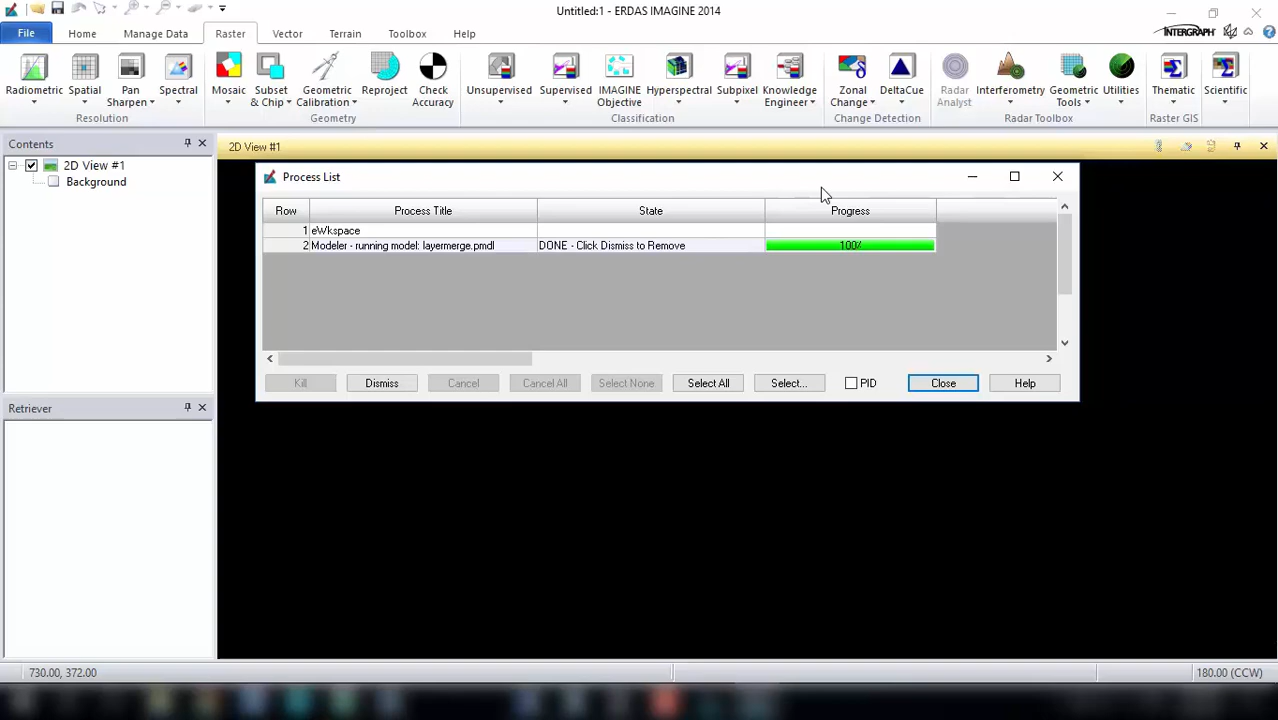 Untitled:1 - ERDAS IMAGINE 2014
File Home Manage Data Raster Vector Terrain Toolbox Help
INTERGRAPH
Radiometric Spatial Pan Sharpen Spectral Mosaic Subset & Chip Geometric Calibration Reproject Check Accuracy Unsupervised Supervised IMAGINE Objective Hyperspectral Subpixel Knowledge Engineer Zonal Change DeltaCue Radar Analyst Interferometry Geometric Tools Utilities Thematic Scientific
Resolution Geometry Classification Change Detection Radar Toolbox Raster GIS
Contents
2D View #1
2D View #1
Background
Process List
Row Process Title State Progress
1 eWkspace
2 Modeler - running model: layermerge.pmdl DONE - Click Dismiss to Remove 100%
Kill Dismiss Cancel Cancel All Select None Select All Select... PID Close Help
Retriever
730.00, 372.00 180.00 (CCW)